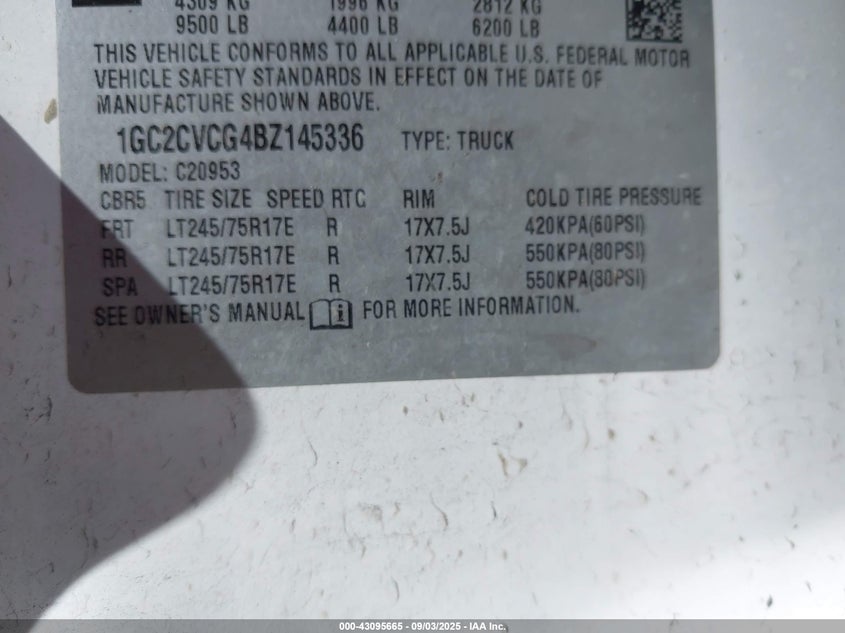 4309 KG 1996 KG 2812 KG
9500 LB 4400 LB 6200 LB
THIS VEHICLE CONFORMS TO ALL APPLICABLE U.S. FEDERAL MOTOR
VEHICLE SAFETY STANDARDS IN EFFECT ON THE DATE OF
MANUFACTURE SHOWN ABOVE.
1GC2CVCG4BZ145336 TYPE: TRUCK
MODEL: C20953
CBR5 TIRE SIZE SPEED RTG RIM COLD TIRE PRESSURE
FRT LT245/75R17E R 17X7.5J 420KPA(60PSI)
RR LT245/75R17E R 17X7.5J 550KPA(80PSI)
SPA LT245/75R17E R 17X7.5J 550KPA(80PSI)
SEE OWNER'S MANUAL i FOR MORE INFORMATION.
000-43095665 - 09/03/2025 - IAA Inc.